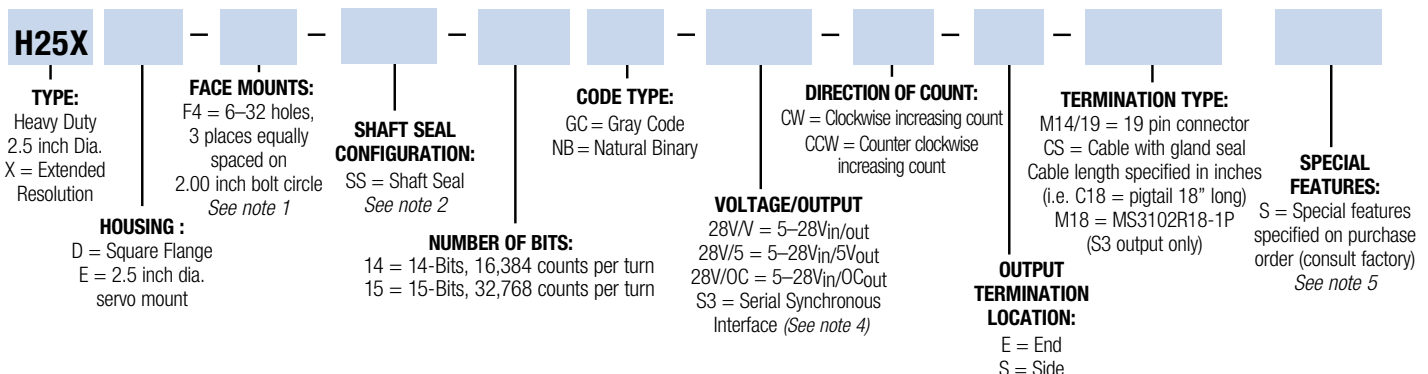 H25X – – – – – – – –
TYPE:
Heavy Duty
2.5 inch Dia.
X = Extended
Resolution
HOUSING :
D = Square Flange
E = 2.5 inch dia.
servo mount
FACE MOUNTS:
F4 = 6–32 holes,
3 places equally
spaced on
2.00 inch bolt circle
See note 1
SHAFT SEAL
CONFIGURATION:
SS = Shaft Seal
See note 2
NUMBER OF BITS:
14 = 14-Bits, 16,384 counts per turn
15 = 15-Bits, 32,768 counts per turn
CODE TYPE:
GC = Gray Code
NB = Natural Binary
VOLTAGE/OUTPUT
28V/V = 5–28Vin/out
28V/5 = 5–28Vin/5Vout
28V/OC = 5–28Vin/OCout
S3 = Serial Synchronous
Interface (See note 4)
DIRECTION OF COUNT:
CW = Clockwise increasing count
CCW = Counter clockwise
increasing count
OUTPUT
TERMINATION
LOCATION:
E = End
S = Side
TERMINATION TYPE:
M14/19 = 19 pin connector
CS = Cable with gland seal
Cable length specified in inches
(i.e. C18 = pigtail 18" long)
M18 = MS3102R18-1P
(S3 output only)
SPECIAL
FEATURES:
S = Special features
specified on purchase
order (consult factory)
See note 5